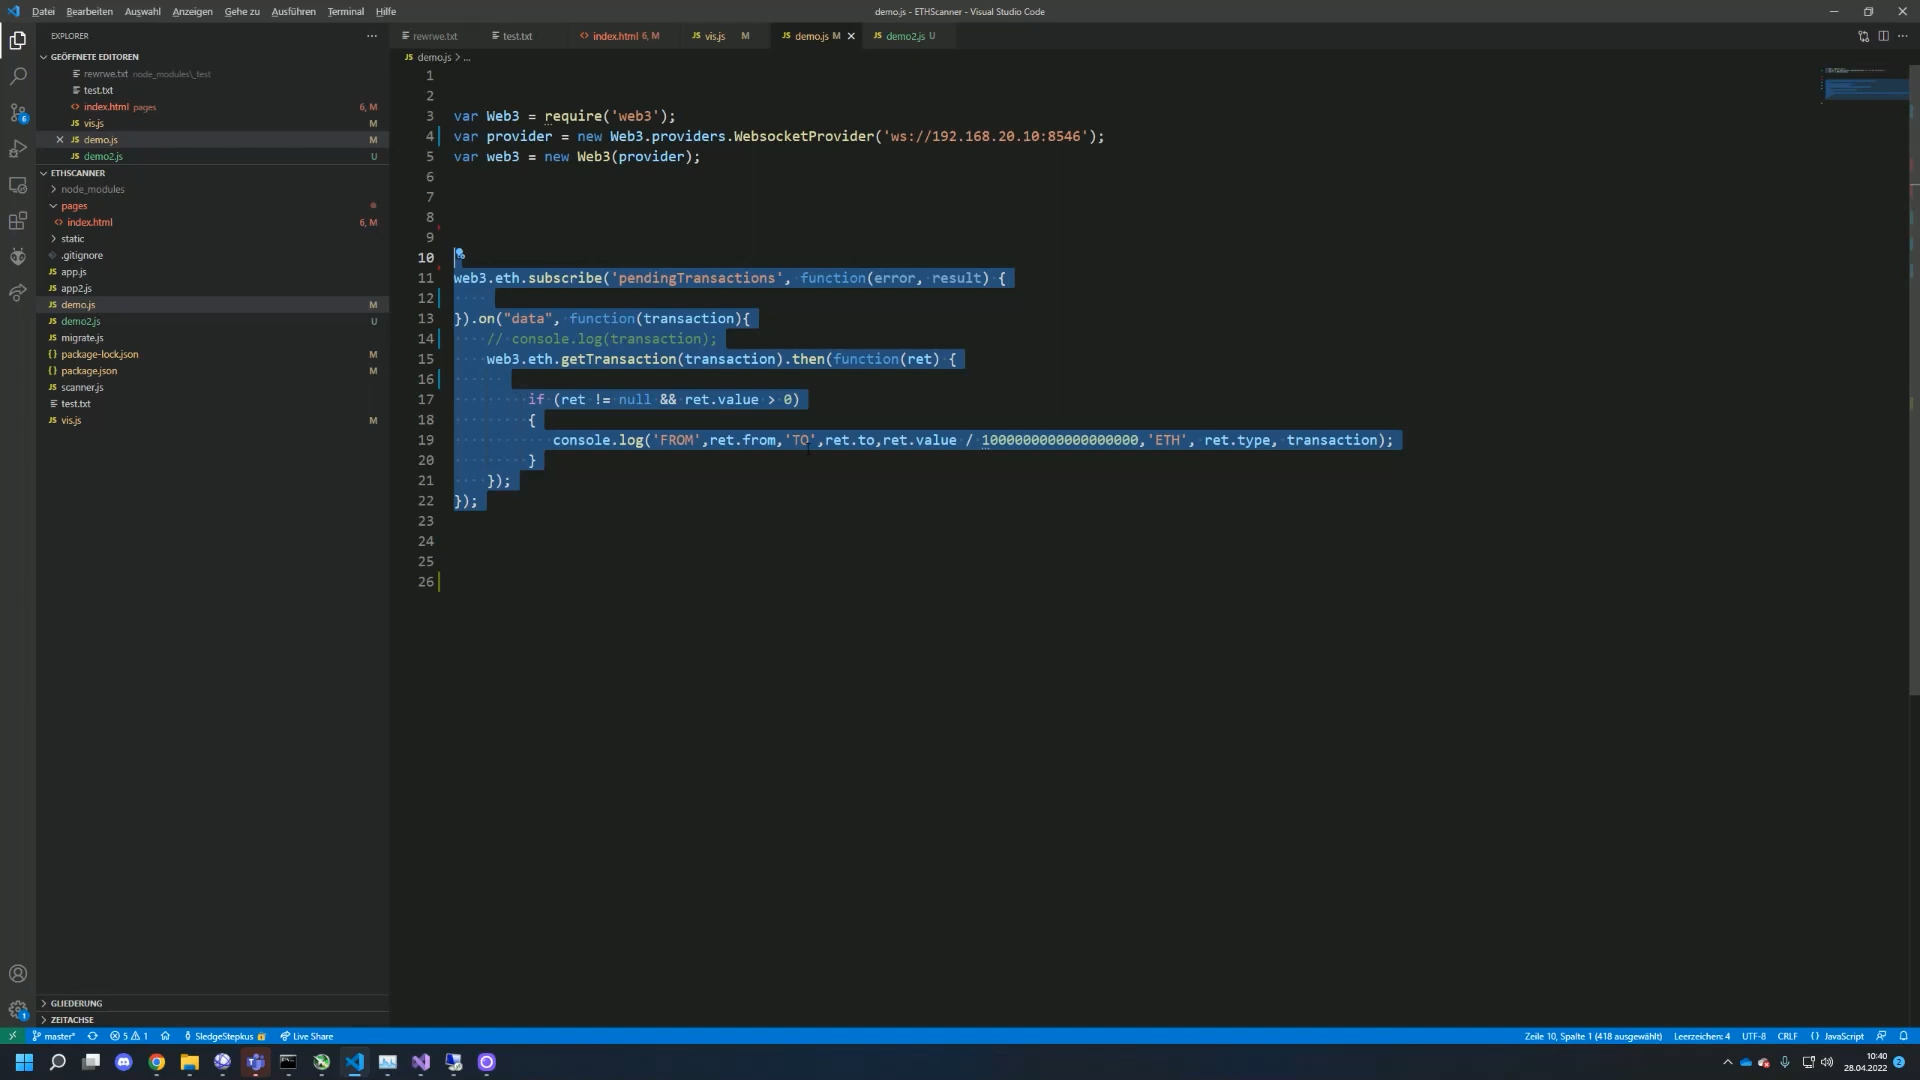 Datei Bearbeiten Auswahl Anzeigen Gehe zu Ausführen Terminal Hilfe
demo.js - ETHScanner - Visual Studio Code
EXPLORER
GEÖFFNETE EDITOREN
rewrwe.txt node_modules\_test
test.txt
index.html pages 6, M
vis.js M
demo.js M
demo2.js U
ETHSCANNER
node_modules
pages
index.html 6, M
static
.gitignore
app.js
app2.js
demo.js M
demo2.js U
migrate.js
package-lock.json M
package.json M
scanner.js
test.txt
vis.js M
GLIEDERUNG
ZEITACHSE
rewrwe.txt test.txt index.html 6, M vis.js M demo.js M demo2.js U
demo.js > ...
1
2
3 var Web3 = require('web3');
4 var provider = new Web3.providers.WebsocketProvider('ws://192.168.20.10:8546');
5 var web3 = new Web3(provider);
6
7
8
9
10
11 web3.eth.subscribe('pendingTransactions', function(error, result) {
12
13 }).on("data", function(transaction){
14 // console.log(transaction);
15 web3.eth.getTransaction(transaction).then(function(ret) {
16
17 if (ret != null && ret.value > 0)
18 {
19 console.log('FROM',ret.from,'TO',ret.to,ret.value / 1000000000000000000,'ETH', ret.type, transaction);
20 }
21 });
22 });
23
24
25
26
master* 5 1 SledgeStepkus Live Share
Zeile 10, Spalte 1 (418 ausgewählt) Leerzeichen: 4 UTF-8 CRLF {} JavaScript
10:40
28.04.2022